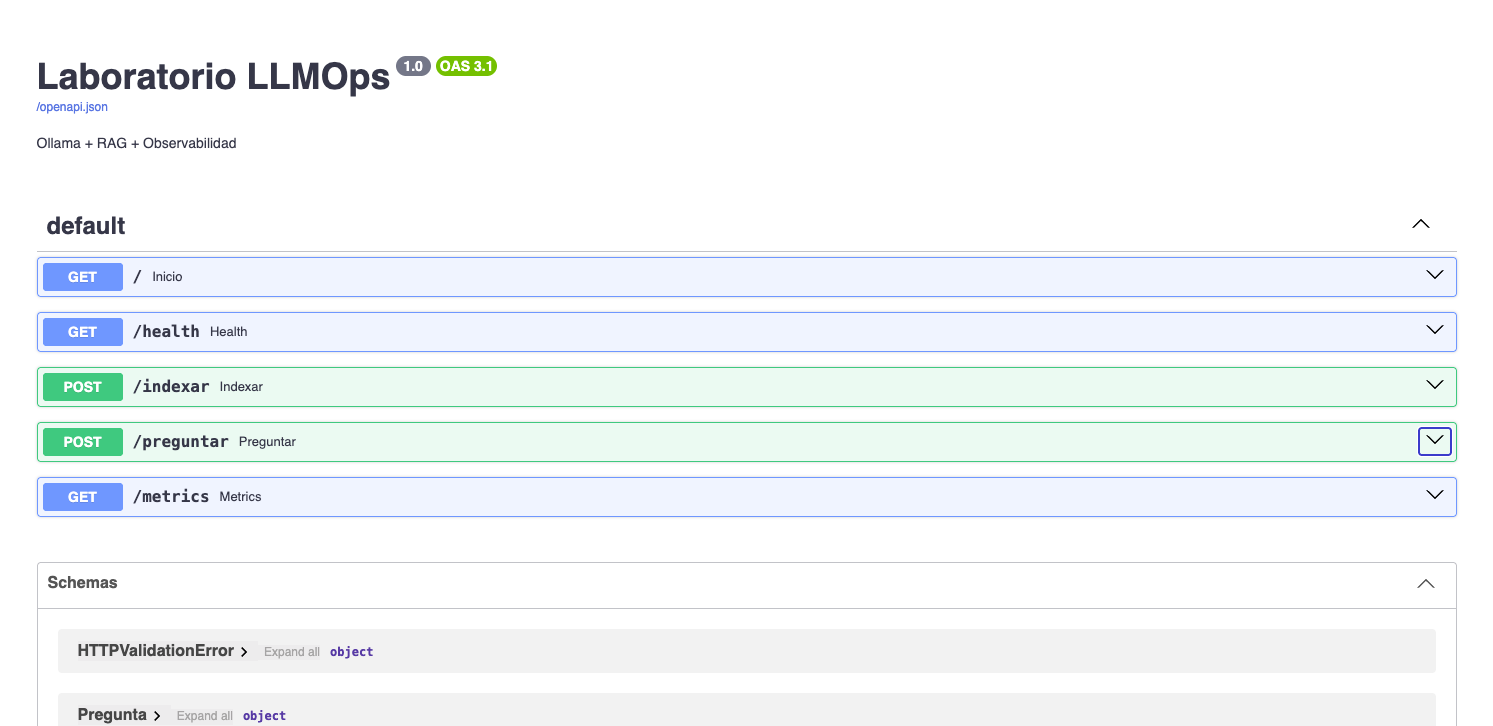 Laboratorio LLMOps 1.0 OAS 3.1
/openapi.json
Ollama + RAG + Observabilidad
default
GET / Inicio
GET /health Health
POST /indexar Indexar
POST /preguntar Preguntar
GET /metrics Metrics
Schemas
HTTPValidationError Expand all object
Pregunta Expand all object